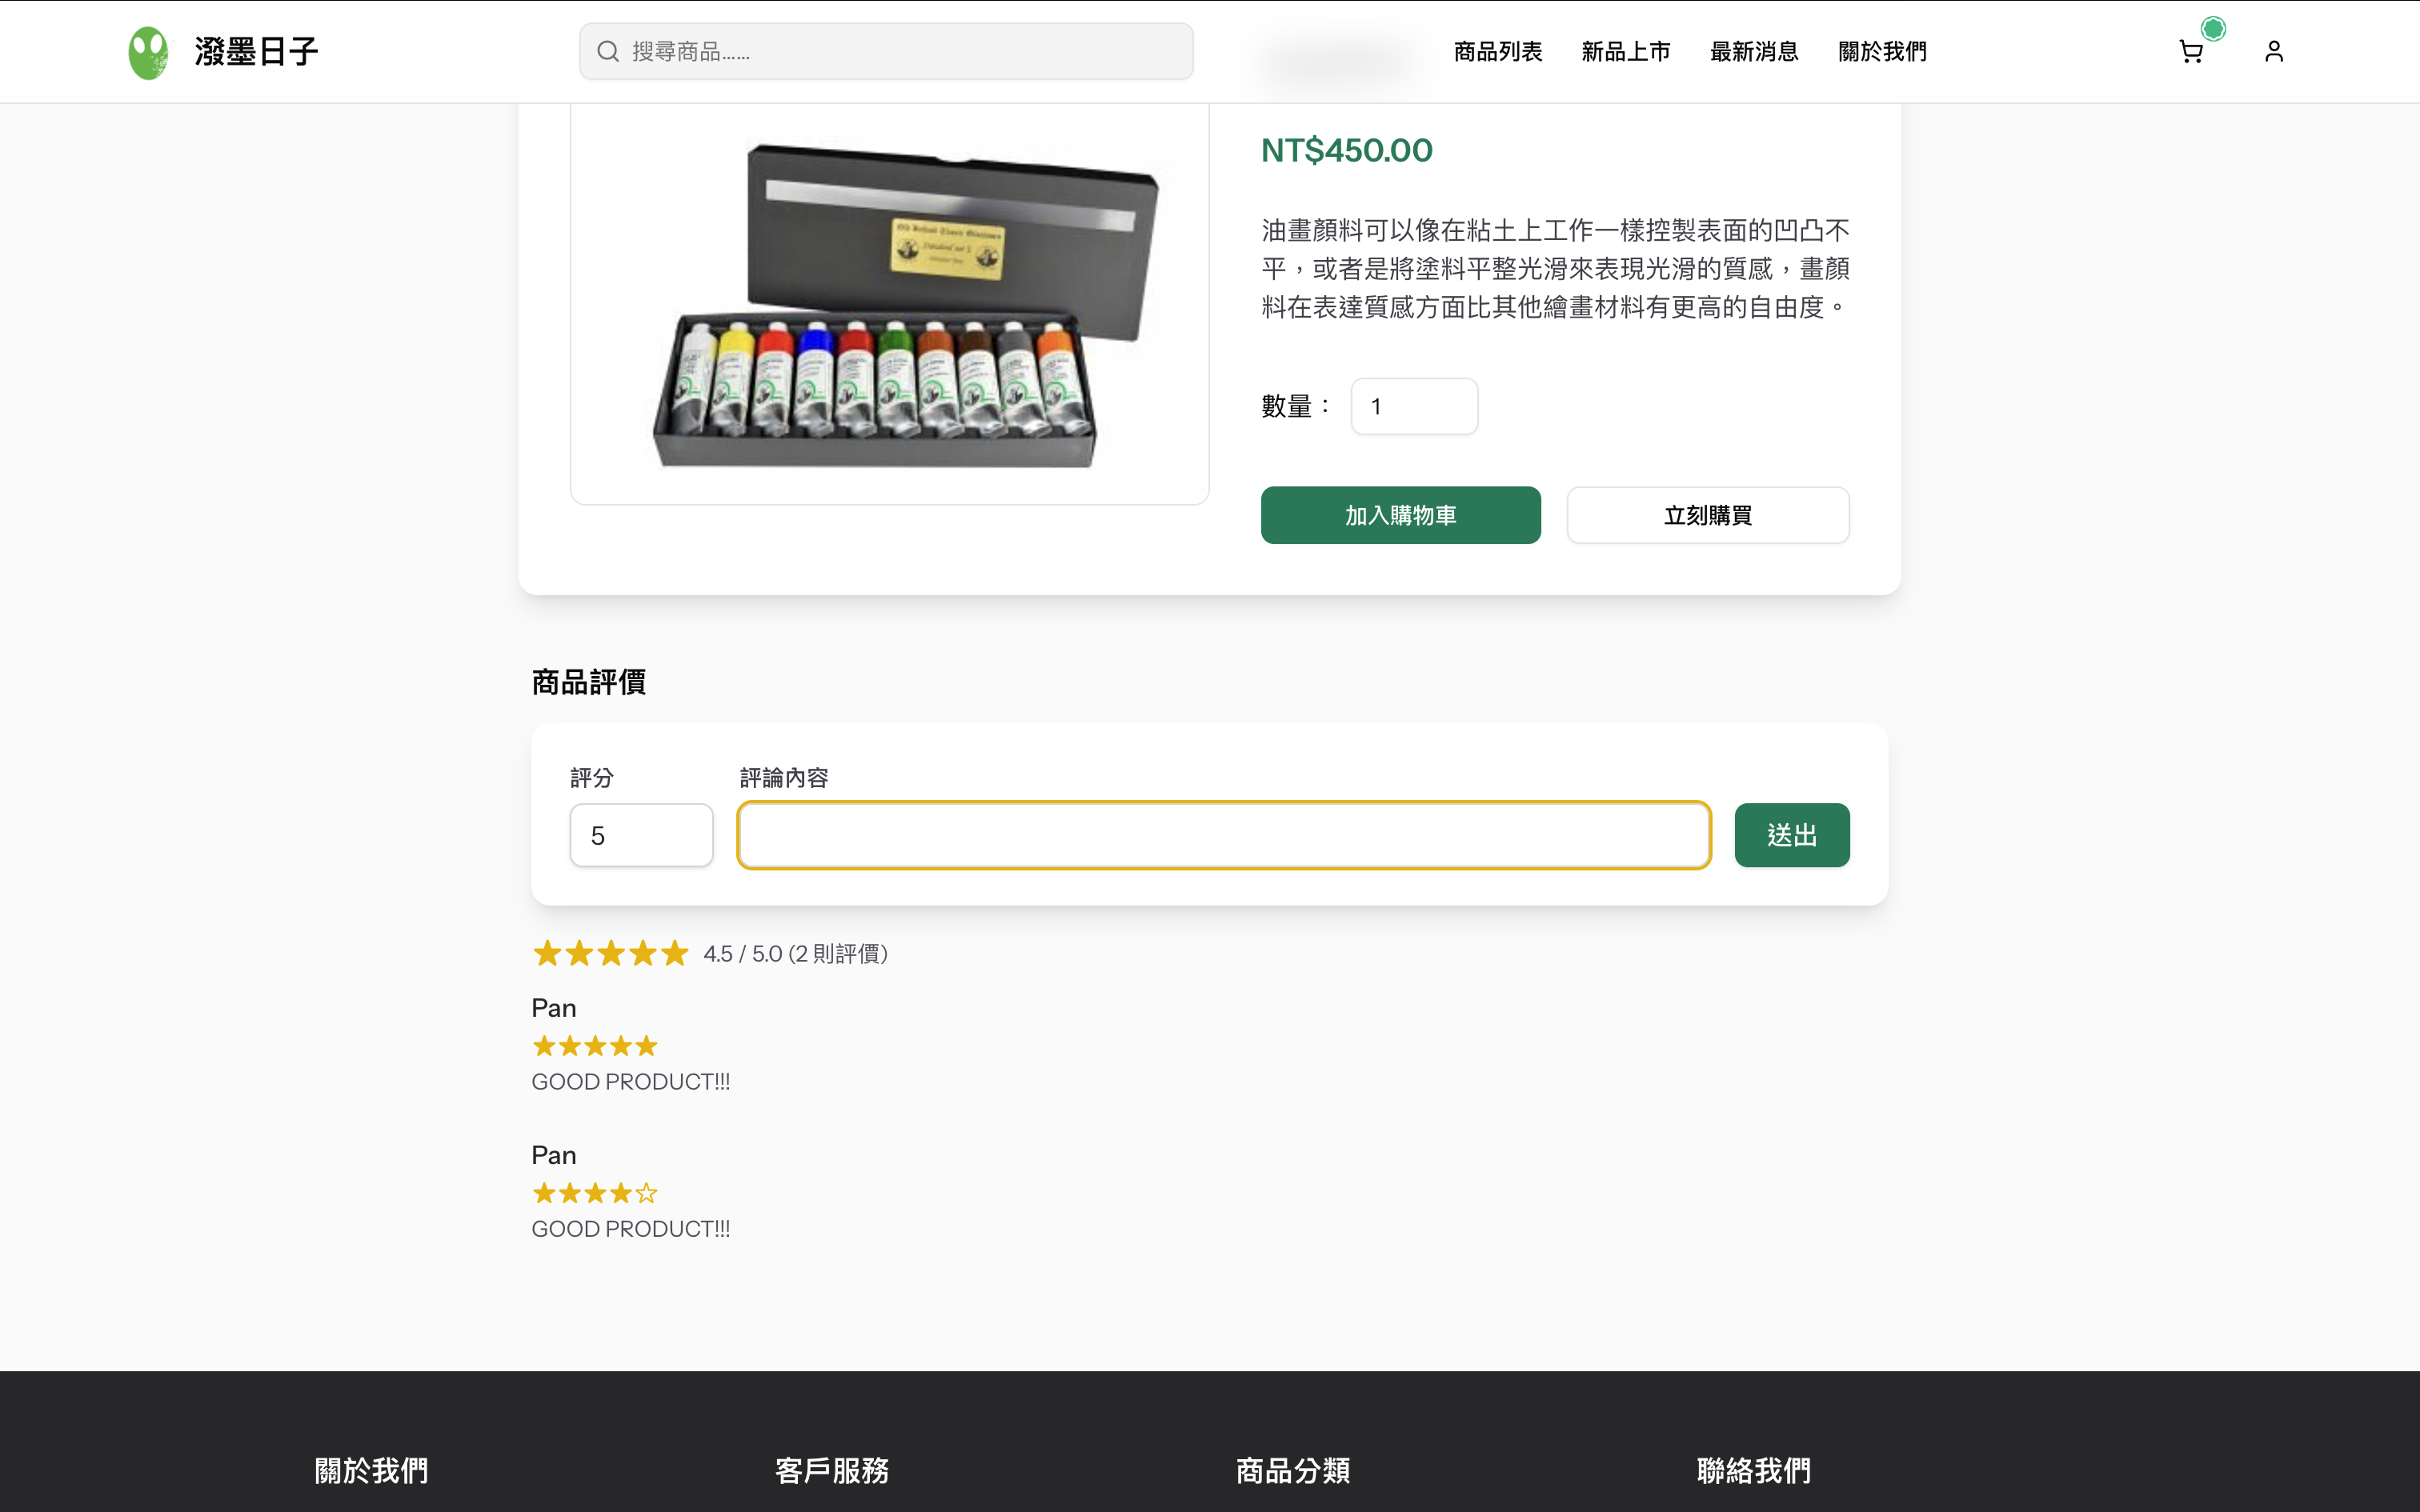 潑墨日子
搜尋商品......
商品列表
新品上市
最新消息
關於我們
NT$450.00
油畫顏料可以像在粘土上工作一樣控製表面的凹凸不
平，或者是將塗料平整光滑來表現光滑的質感，畫顏
料在表達質感方面比其他繪畫材料有更高的自由度。
數量：
1
加入購物車
立刻購買
商品評價
評分
評論內容
5
送出
4.5 / 5.0 (2 則評價)
Pan
GOOD PRODUCT!!!
Pan
GOOD PRODUCT!!!
關於我們
客戶服務
商品分類
聯絡我們